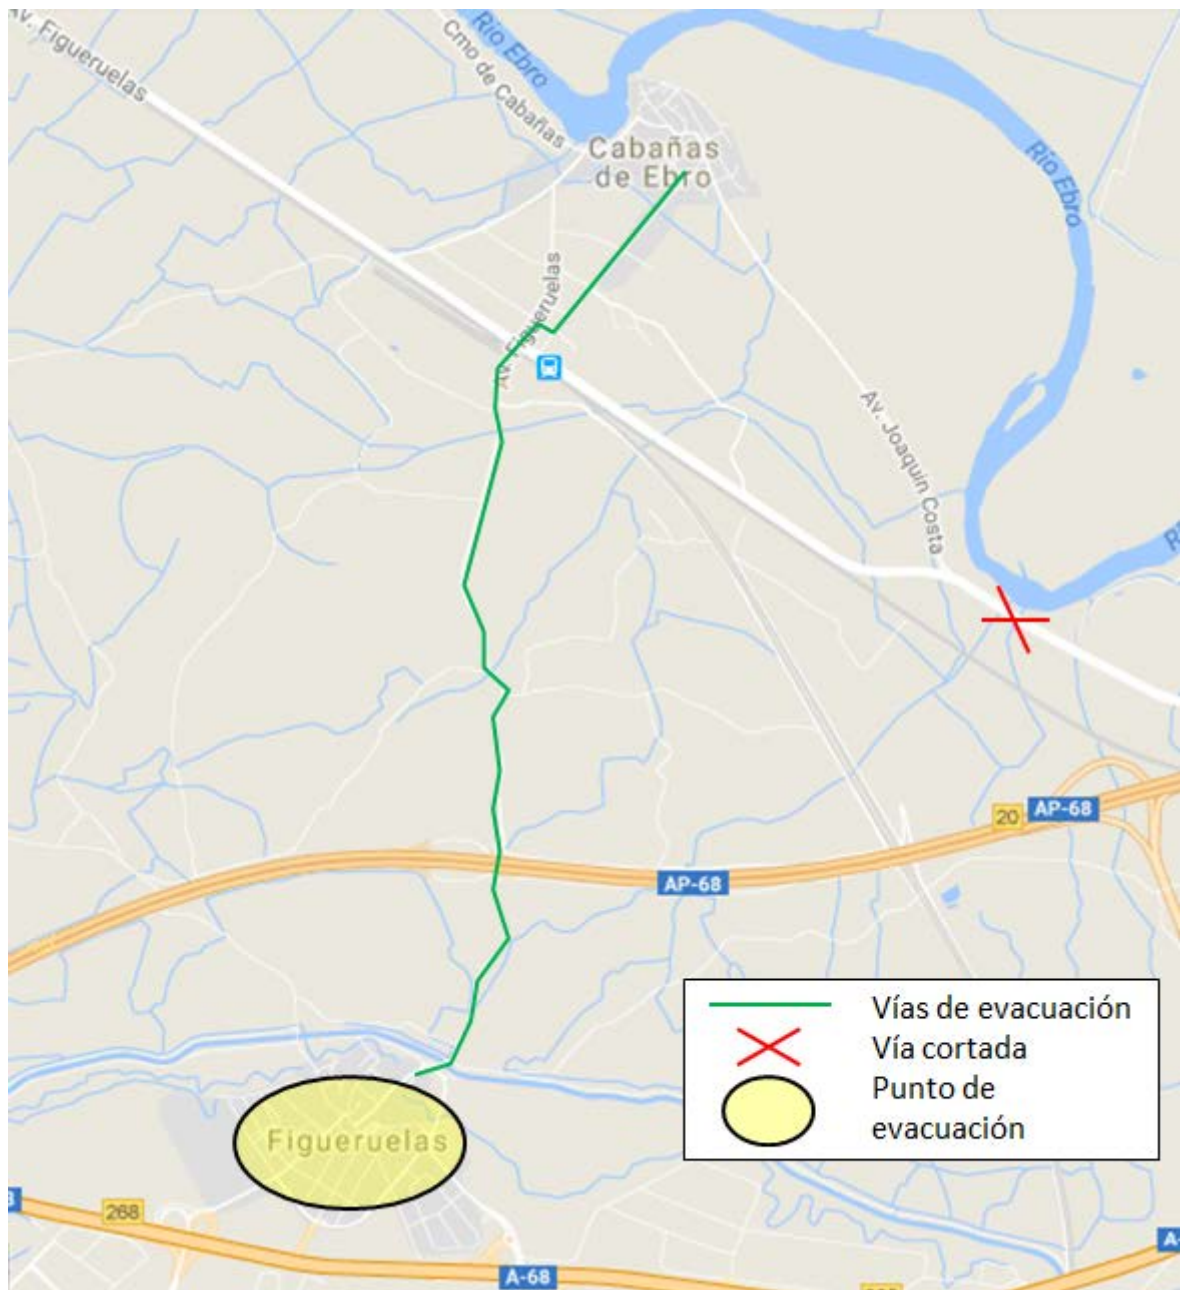 Av. Figueruelas
Río Ebro
Cmo de Cabañas
Cabañas
de Ebro
Río Ebro
Av. Figueruelas
Av. Joaquín Costa
20
AP-68
AP-68
Vías de evacuación
Vía cortada
Punto de
evacuación
Figueruelas
268
A-68